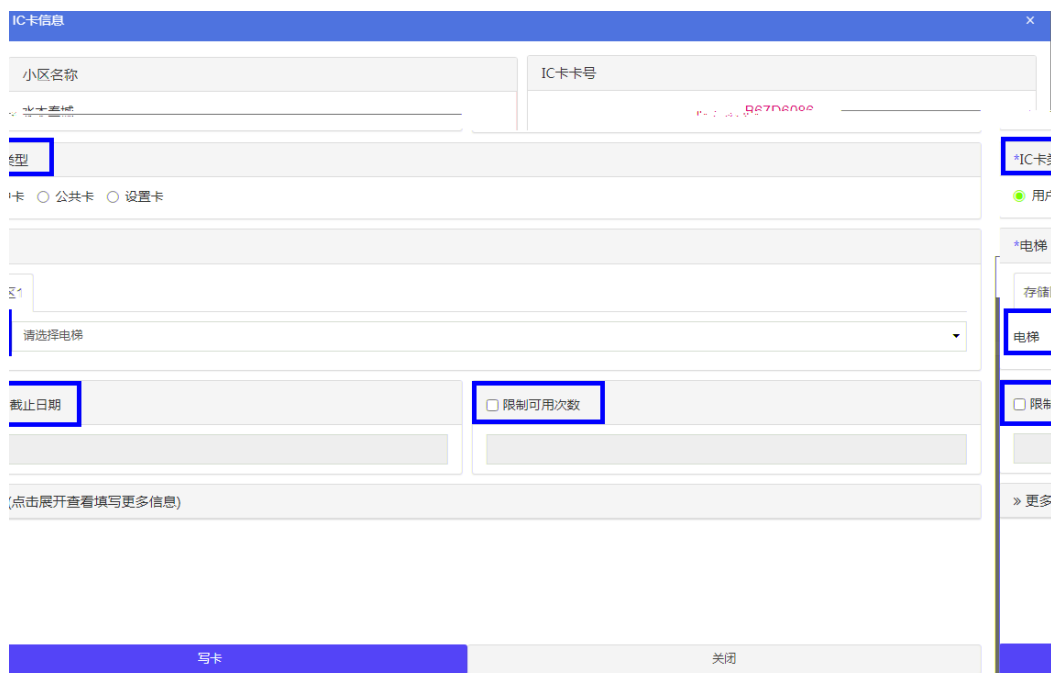 IC卡信息 ×
小区名称
IC卡卡号
类型
*IC卡
卡 ○ 公共卡 ○ 设置卡
用户
*电梯
存储
请选择电梯
电梯
截止日期
限制可用次数
限制
(点击展开查看填写更多信息)
» 更多
写卡
关闭